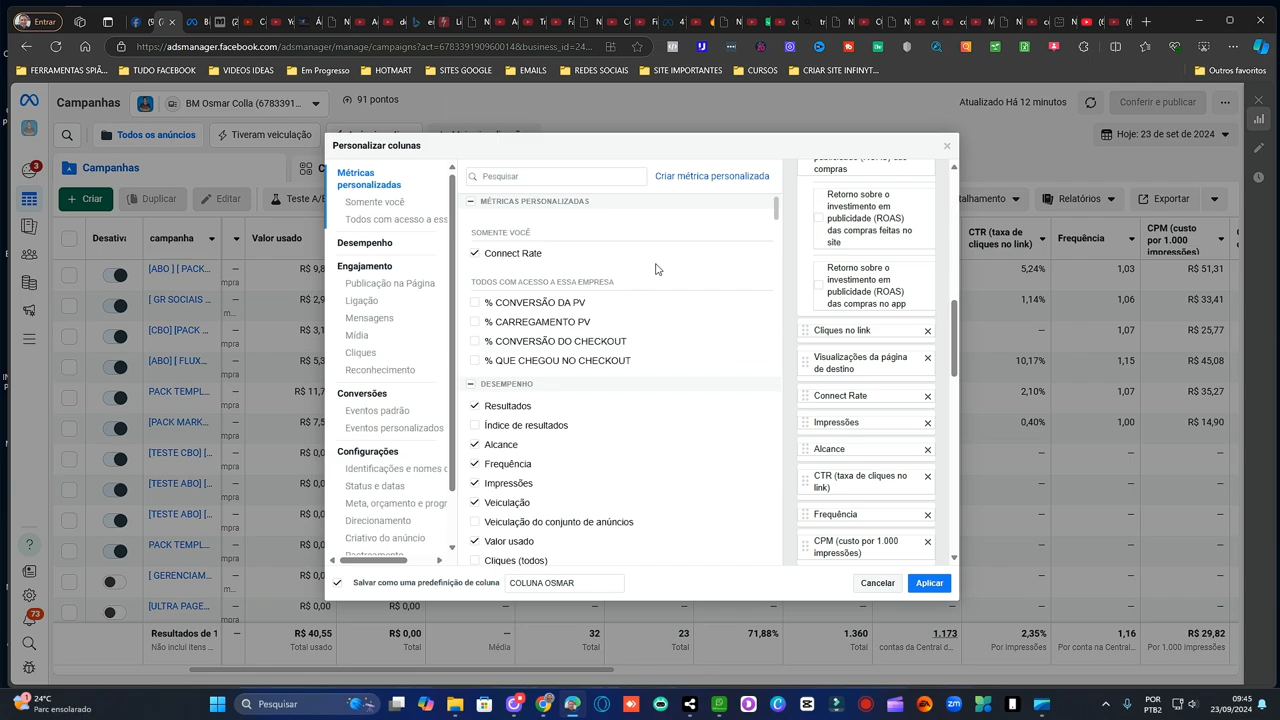 adsmanager.facebook.com/adsmanager?act=678339190960014&business_id=24...
FERRAMENTAS SPIÃ...
TUDO FACEBOOK
VIDEOS IDEAS
Em Progresso
HOTMART
SITES GOOGLE
EMAILS
REDES SOCIAIS
SITE IMPORTANTES
CURSOS
CRIAR SITE INFINYT...
Outros favoritos
Campanhas
BM Osmar Colla (6783391...
91 pontos
Atualizado Há 12 minutos
Conferir e publicar
Todos os anúncios
Tiveram veiculação
Hoje: 23 de set de 2024
Campanhas
Criar
Duplicar
Editar
Teste A/B
Relatórios
Exportar
Desativa
campanha
Valor usado
CTR (taxa de cliques no link)
Frequência
CPM (custo por 1.000 impressões)
[ABO ] [ PACK...
R$ 9,8
5,24%
1,03
R$ 51,31
[ GR SOCIAIS
R$ 2,9
1,14%
1,06
R$ 33,41
[CBO] [PACK
R$ 3,1
—
1,07
R$ 25,77
[ABO] [ FLUX...
R$ 5,3
10,17%
1,15
R$ 45,08
PACK TEMPL...
R$ 11,7
2,10%
1,07
R$ 35,27
[PACK MARK...
R$ 7,5
0,40%
1,00
R$ 14,90
[TESTE CBO] [...
R$ 0,0
[TESTE ABO] [...
R$ 0,0
[TESTE ABO] [...
R$ 0,0
PACK TEMPL...
R$ 0,0
[ GERENCIAM...
R$ 0,0
[ULTRA PAGE...
R$ 0,00
R$ 0,00
Resultados de 1
Não inclui itens ...
—
R$ 40,55
Total usado
R$ 0,00
Total
—
Média
32
Total
23
Total
71,88%
1.360
Total
1.173
contas da Central d...
2,35%
Por impressões
1,16
Por conta na Central...
R$ 29,82
Por 1.000 impressões
Personalizar colunas
Métricas personalizadas
Somente você
Todos com acesso a ess
Desempenho
Engajamento
Publicação na Página
Ligação
Mensagens
Mídia
Cliques
Reconhecimento
Conversões
Eventos padrão
Eventos personalizados
Configurações
Identificações e nomes d
Status e datas
Meta, orçamento e progr
Direcionamento
Criativo do anúncio
Rastreamento
Pesquisar
Criar métrica personalizada
MÉTRICAS PERSONALIZADAS
SOMENTE VOCÊ
Connect Rate
TODOS COM ACESSO A ESSA EMPRESA
% CONVERSÃO DA PV
% CARREGAMENTO PV
% CONVERSÃO DO CHECKOUT
% QUE CHEGOU NO CHECKOUT
DESEMPENHO
Resultados
Índice de resultados
Alcance
Frequência
Impressões
Veiculação
Veiculação do conjunto de anúncios
Valor usado
Cliques (todos)
publicidade (ROAS) das
compras
Retorno sobre o
investimento em
publicidade (ROAS)
das compras feitas no
site
Retorno sobre o
investimento em
publicidade (ROAS)
das compras no app
Cliques no link
Visualizações da página
de destino
Connect Rate
Impressões
Alcance
CTR (taxa de cliques no
link)
Frequência
CPM (custo por 1.000
impressões)
Salvar como uma predefinição de coluna
COLUNA OSMAR
Cancelar
Aplicar
3
73
1
24°C
Parc ensolarado
Pesquisar
POR
PTB2
09:45
23/09/2024